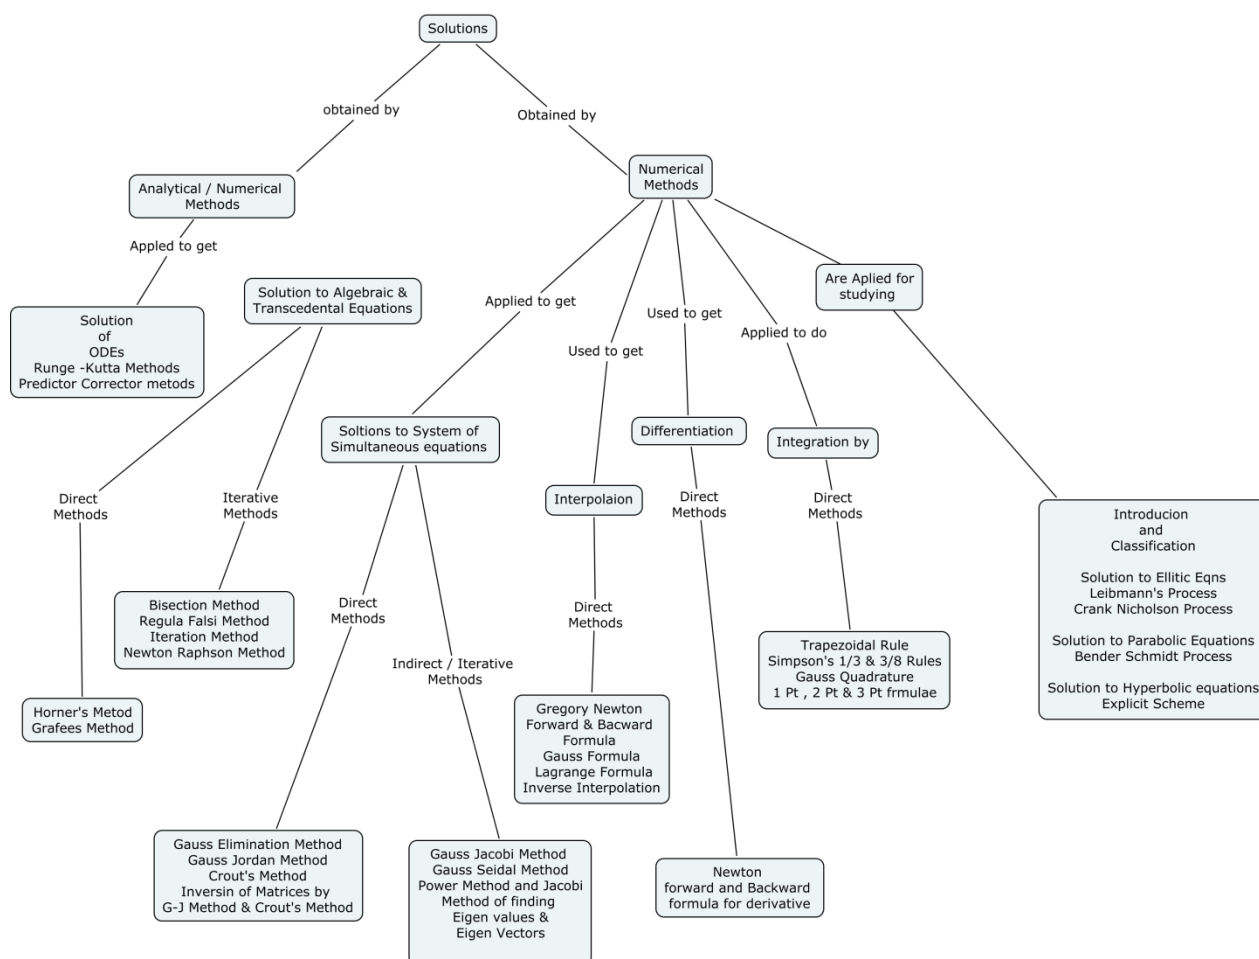 Solutions
obtained by
Obtained by
Analytical / Numerical
Methods
Numerical
Methods
Appled to get
Solution to Algebraic &
Transcedental Equations
Applied to get
Used to get
Used to get
Applied to do
Are Aplied for
studying
Solution
of
ODEs
Runge -Kutta Methods
Predictor Corrector metods
Soltions to System of
Simultaneous equations
Differentiation
Integration by
Interpolaion
Direct
Methods
Iterative
Methods
Direct
Methods
Direct
Methods
Introducion
and
Classification
Solution to Ellitic Eqns
Leibmann's Process
Crank Nicholson Process
Solution to Parabolic Equations
Bender Schmidt Process
Solution to Hyperbolic equations
Explicit Scheme
Bisection Method
Regula Falsi Method
Iteration Method
Newton Raphson Method
Direct
Methods
Indirect / Iterative
Methods
Direct
Methods
Trapezoidal Rule
Simpson's 1/3 & 3/8 Rules
Gauss Quadrature
1 Pt , 2 Pt & 3 Pt frmulae
Horner's Metod
Grafees Method
Gregory Newton
Forward & Bacward
Formula
Gauss Formula
Lagrange Formula
Inverse Interpolation
Gauss Elimination Method
Gauss Jordan Method
Crout's Method
Inversin of Matrices by
G-J Method & Crout's Method
Gauss Jacobi Method
Gauss Seidal Method
Power Method and Jacobi
Method of finding
Eigen values &
Eigen Vectors
Newton
forward and Backward
formula for derivative